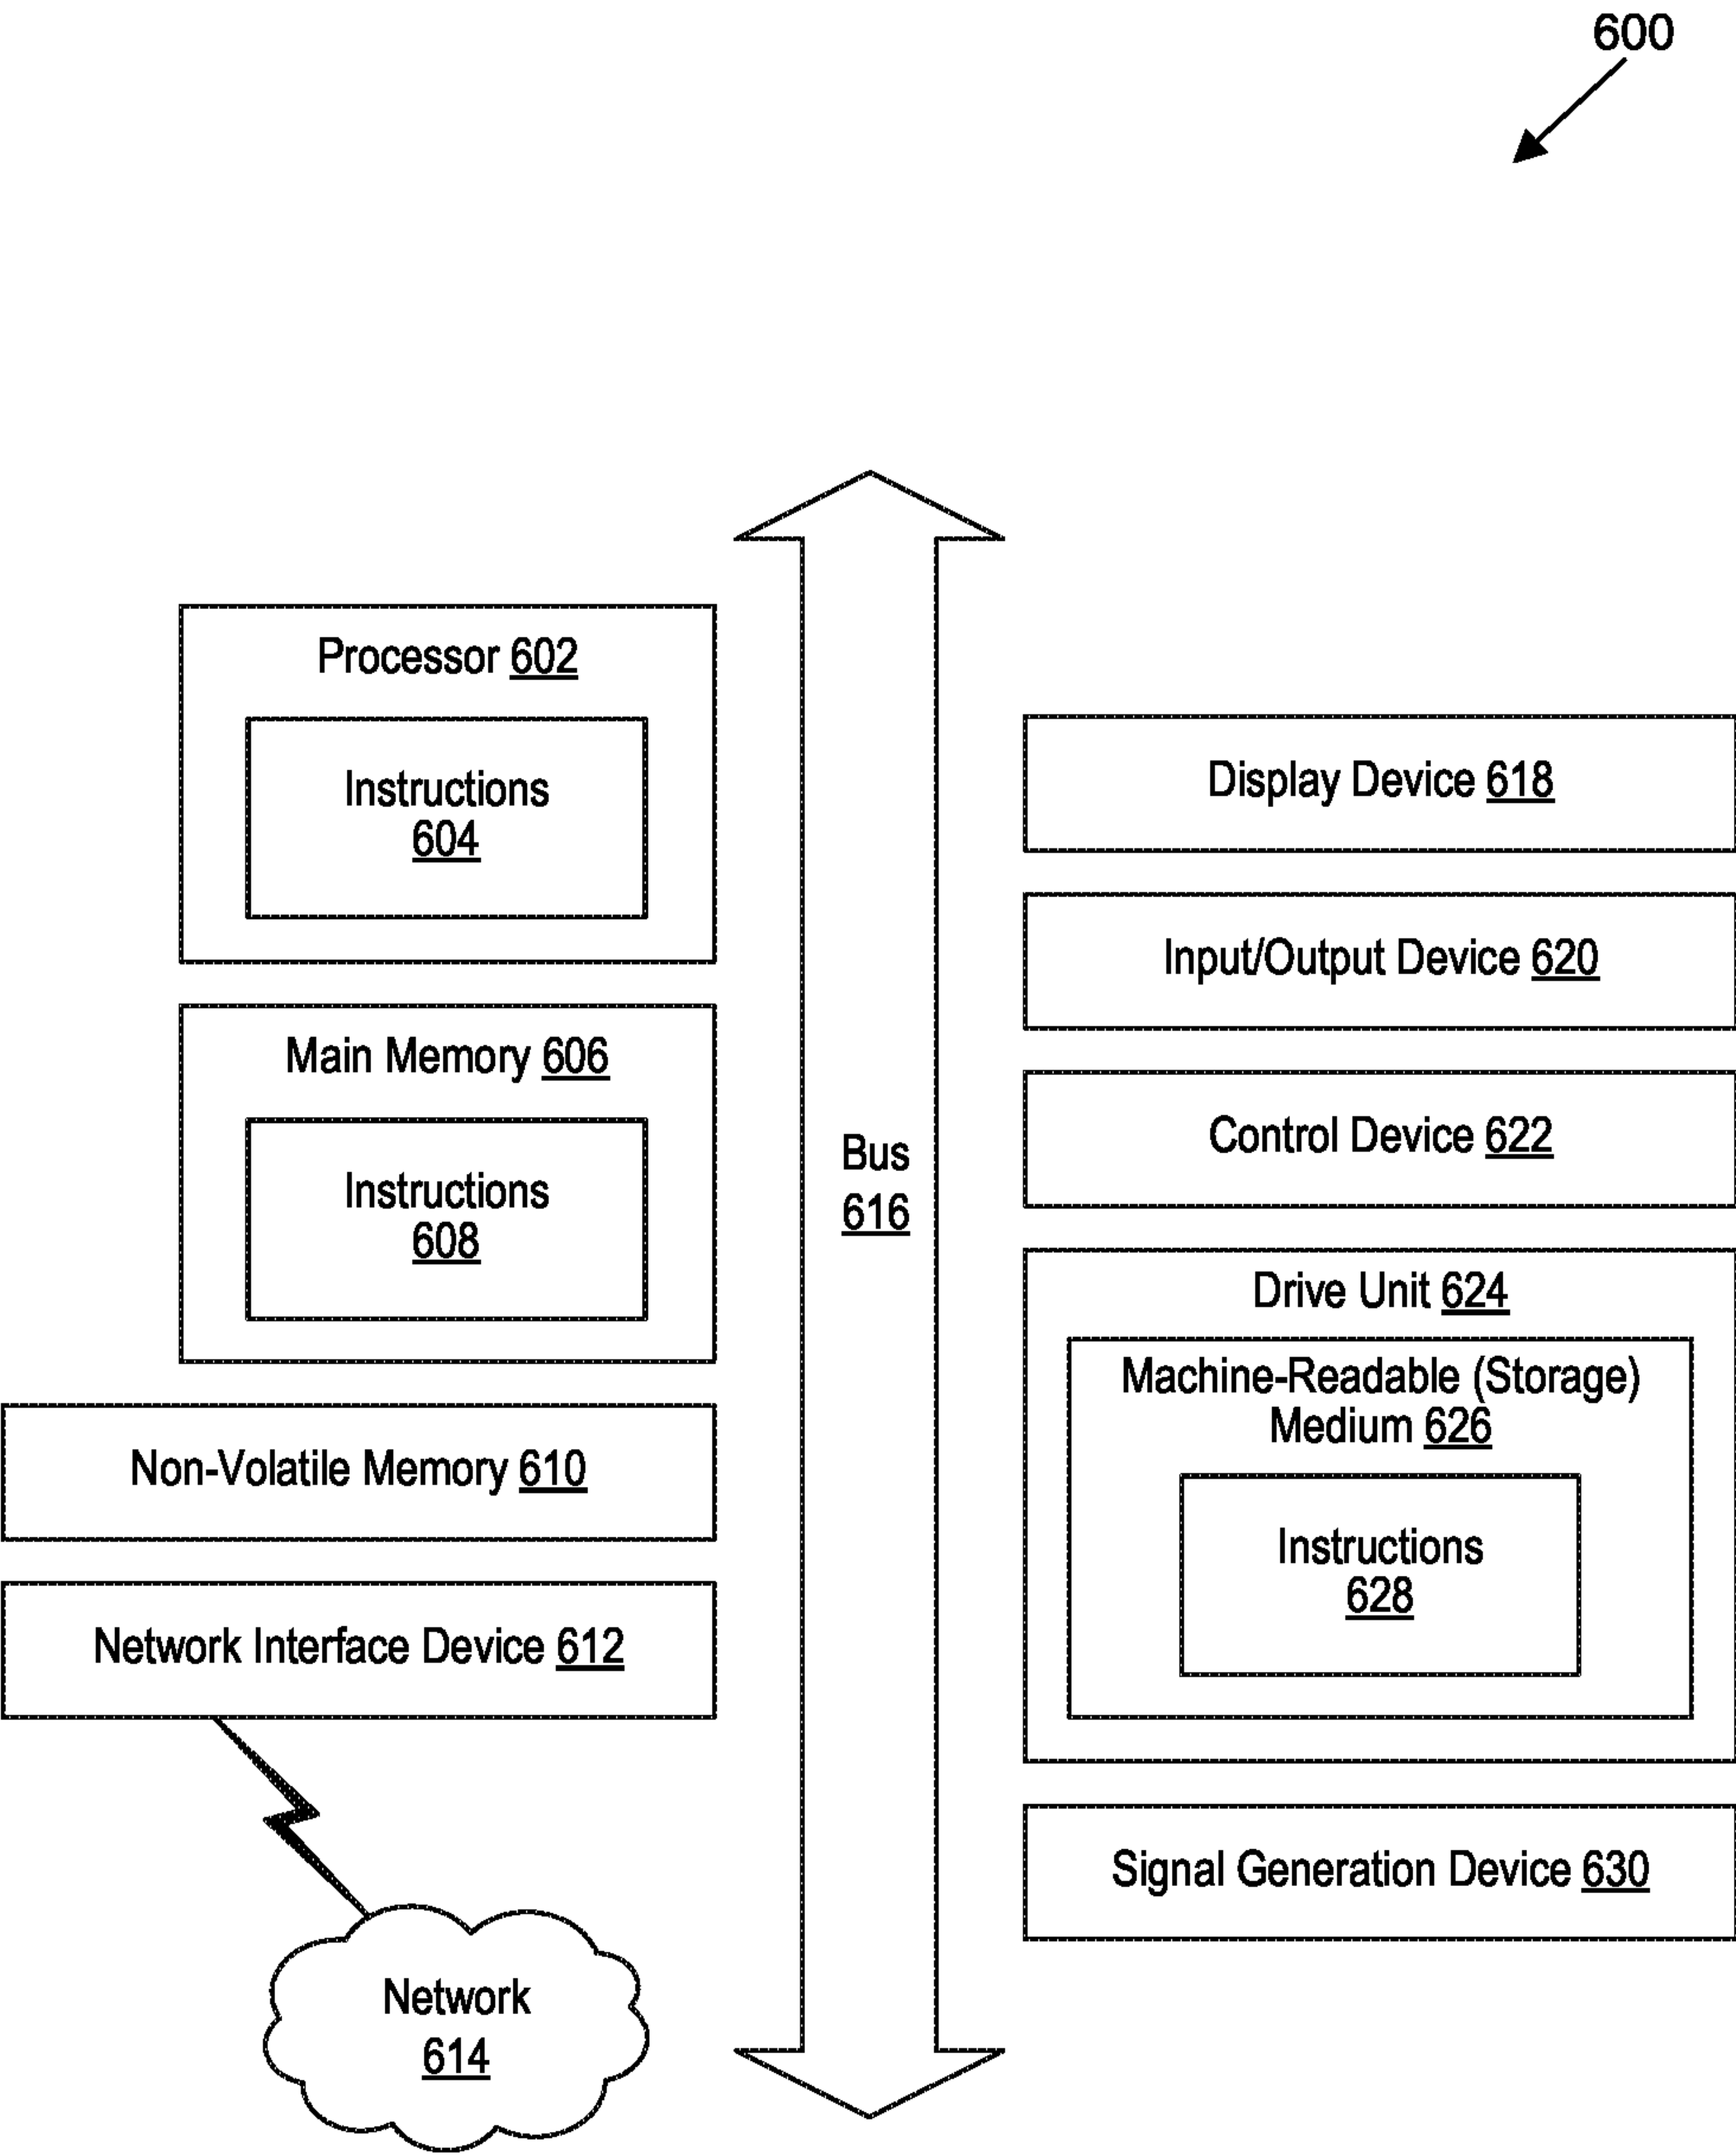 600
Processor 602
Instructions
604
Main Memory 606
Instructions
608
Non-Volatile Memory 610
Network Interface Device 612
Network
614
Bus
616
Display Device 618
Input/Output Device 620
Control Device 622
Drive Unit 624
Machine-Readable (Storage)
Medium 626
Instructions
628
Signal Generation Device 630